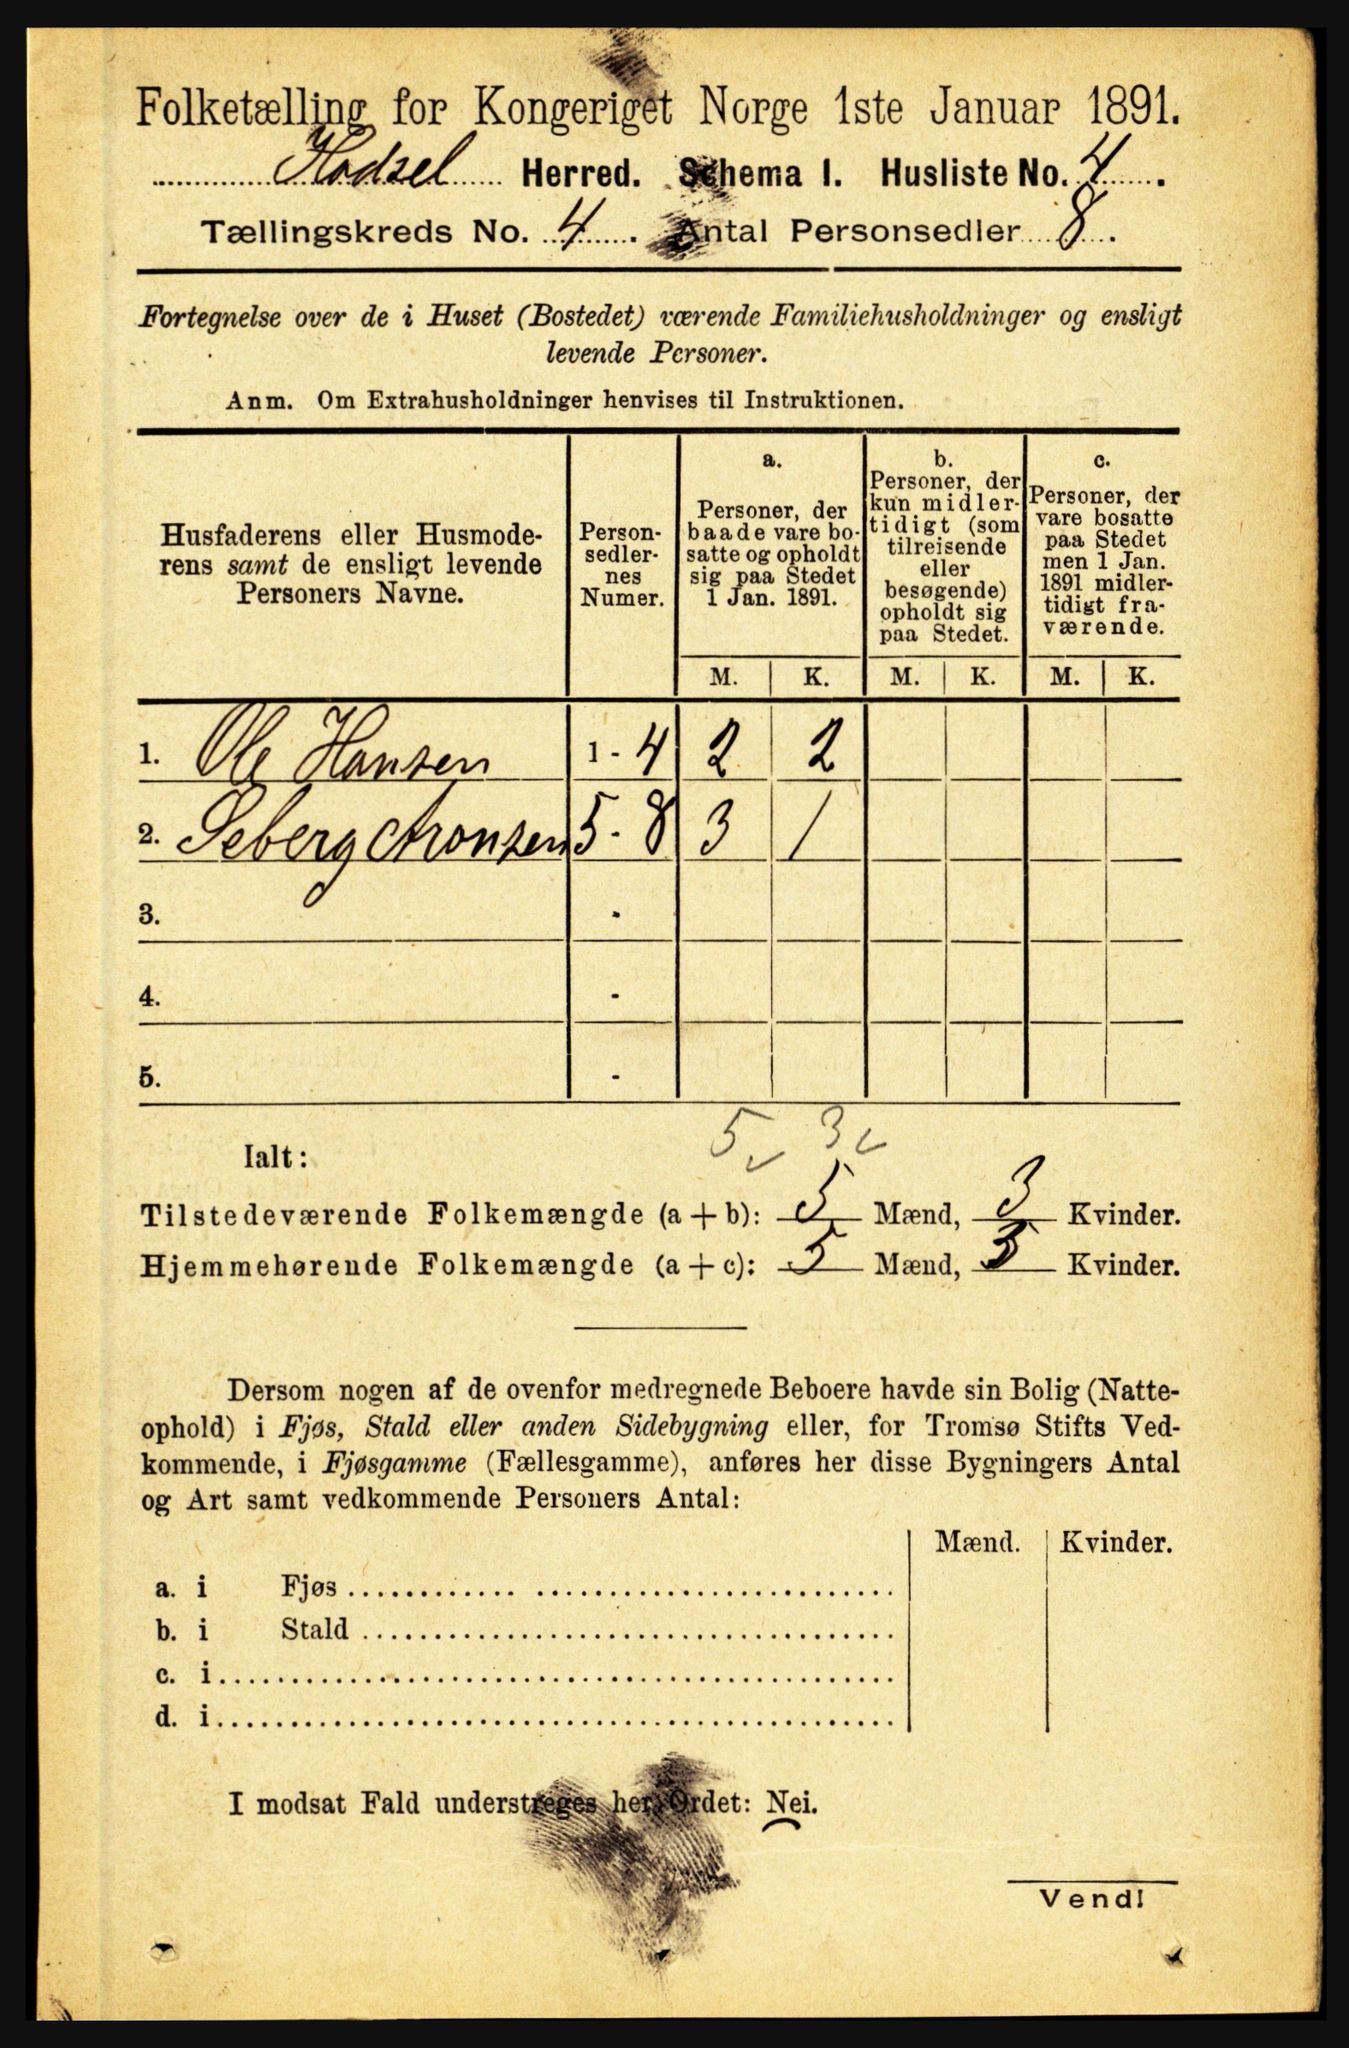 Folketælling for Kongeriget Norge 1ste Januar 1891.
Hadsel Herred. Schema I. Husliste No. 4.
Tællingskreds No. 4. Antal Personsedler 8.
Fortegnelse over de i Huset (Bostedet) værende Familiehusholdninger og ensligt
levende Personer.
Anm. Om Extrahusholdninger henvises til Instruktionen.
Husfaderens eller Husmode-
rens samt de ensligt levende
Personers Navne.
Person-
sedler-
nes
Numer.
a.
Personer, der
baade vare bo-
satte og opholdt
sig paa Stedet
1 Jan. 1891.
b.
Personer, der
kun midler-
tidigt (som
tilreisende
eller
besøgende)
opholdt sig
paa Stedet.
c.
Personer, der
vare bosatte
paa Stedet
men 1 Jan.
1891 midler-
tidigt fra-
værende.
M. K. M. K. M. K.
1. Ole Hansen 1 - 4 2 2
2. Seberg Aronsen 5 - 8 3 1
3. -
4. -
5. -
5 3
Ialt:
Tilstedeværende Folkemængde (a + b): 5 Mænd, 3 Kvinder.
Hjemmehørende Folkemængde (a + c): 5 Mænd, 3 Kvinder.
Dersom nogen af de ovenfor medregnede Beboere havde sin Bolig (Natte-
ophold) i Fjøs, Stald eller anden Sidebygning eller, for Tromsø Stifts Ved-
kommende, i Fjøsgamme (Fællesgamme), anføres her disse Bygningers Antal
og Art samt vedkommende Personers Antal:
Mænd. Kvinder.
a. i Fjøs
b. i Stald
c. i
d. i
I modsat Fald understreges her Ordet: Nei.
Vend!